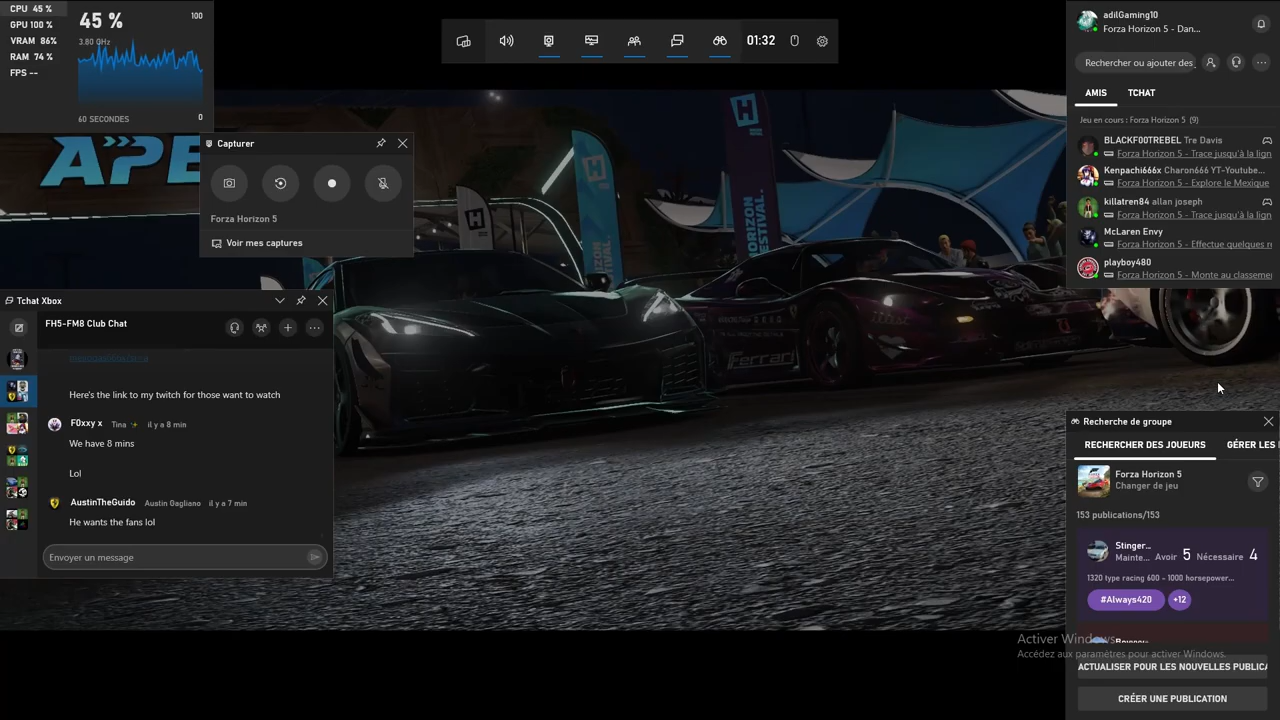 CPU 45 %
GPU 100 %
VRAM 86%
RAM 74 %
FPS --
45 %
100
3.80 GHz
60 SECONDES
0
01:32
Capturer
Forza Horizon 5
Voir mes captures
HORIZON FESTIVAL.
HORIZON FESTIVAL.
Ferrari
Tchat Xbox
FH5-FM8 Club Chat
Here's the link to my twitch for those want to watch
F0xxy x Tina il y a 8 min
We have 8 mins
Lol
AustinTheGuido Austin Gagliano il y a 7 min
He wants the fans lol
Envoyer un message
adilGaming10
Forza Horizon 5 - Dan...
Rechercher ou ajouter des
AMIS
TCHAT
Jeu en cours : Forza Horizon 5 (9)
BLACKF00TREBEL Tre Davis
Forza Horizon 5 - Trace jusqu'à la lign
Kenpachi666x Charon666 YT-Youtube...
Forza Horizon 5 - Explore le Mexique
killatren84 allan joseph
Forza Horizon 5 - Trace jusqu'à la lign
McLaren Envy
Forza Horizon 5 - Effectue quelques re
playboy480
Forza Horizon 5 - Monte au classeme
Recherche de groupe
RECHERCHER DES JOUEURS
GÉRER LES
Forza Horizon 5
Changer de jeu
153 publications/153
Stinger...
Mainte... Avoir 5 Nécessaire 4
1320 type racing 600 - 1000 horsepower...
#Always420
+12
Activer Windows
Accédez aux paramètres pour activer Windows.
ACTUALISER POUR LES NOUVELLES PUBLICA
CRÉER UNE PUBLICATION